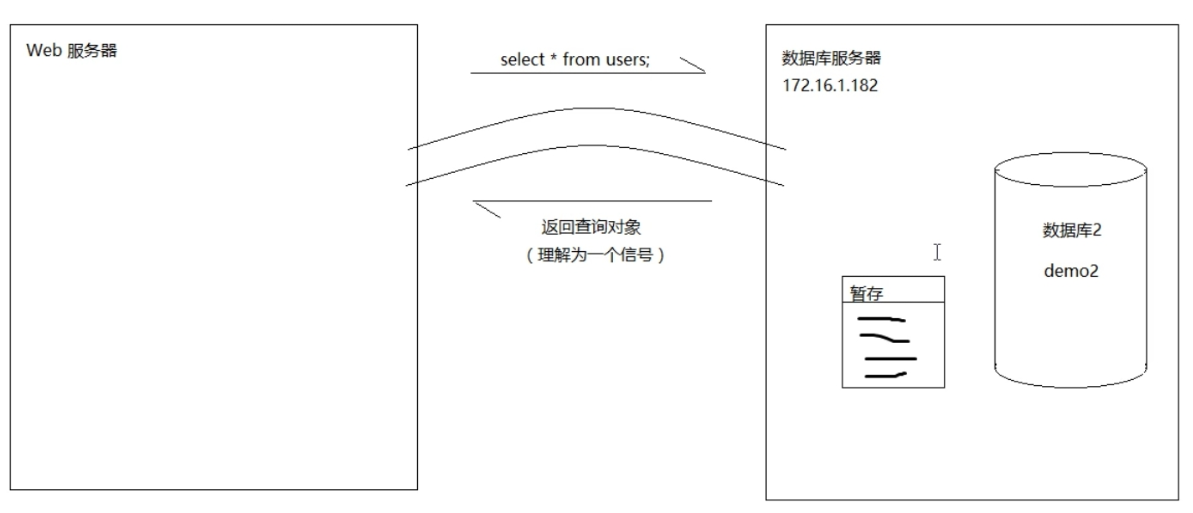 Web 服务器
select * from users;
返回查询对象
（理解为一个信号）
数据库服务器
172.16.1.182
暂存
数据库2
demo2